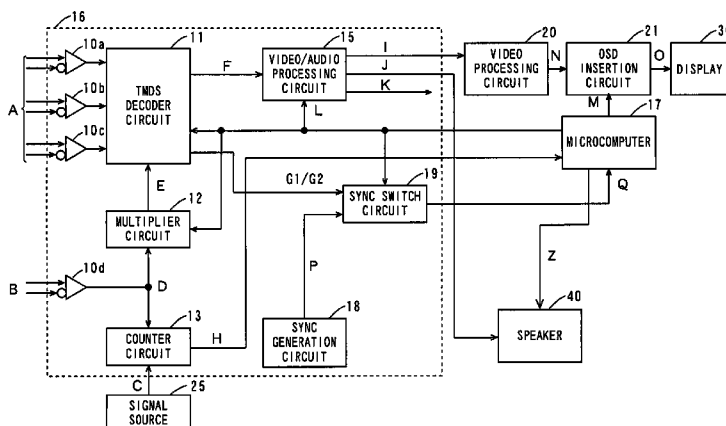 16
10a
11
15
20
21
30
A
10b
10c
TMDS
DECODER
CIRCUIT
F
VIDEO/AUDIO
PROCESSING
CIRCUIT
I
J
K
VIDEO
PROCESSING
CIRCUIT
N
OSD
INSERTION
CIRCUIT
O
DISPLAY
L
M
17
MICROCOMPUTER
E
G1/G2
19
SYNC SWITCH
CIRCUIT
Q
12
MULTIPLIER
CIRCUIT
P
Z
B
10d
D
13
COUNTER
CIRCUIT
H
18
SYNC
GENERATION
CIRCUIT
40
SPEAKER
C
25
SIGNAL
SOURCE